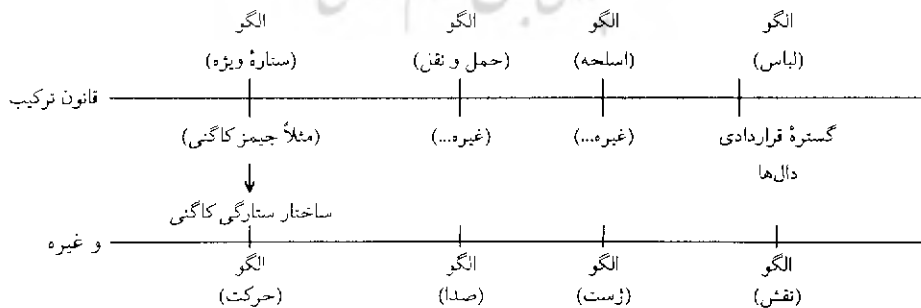 الگو الگو الگو الگو
(لباس) (اسلحه) (حمل و نقل) (ستارهٔ ویژه)
قانون ترکیب
گسترهٔ قراردادی (غیره...) (غیره...) (مثلاً جیمز کاگنی)
دال‌ها
ساختار ستارگی کاگنی
و غیره
الگو الگو الگو الگو
(نقش) (ژست) (صدا) (حرکت)